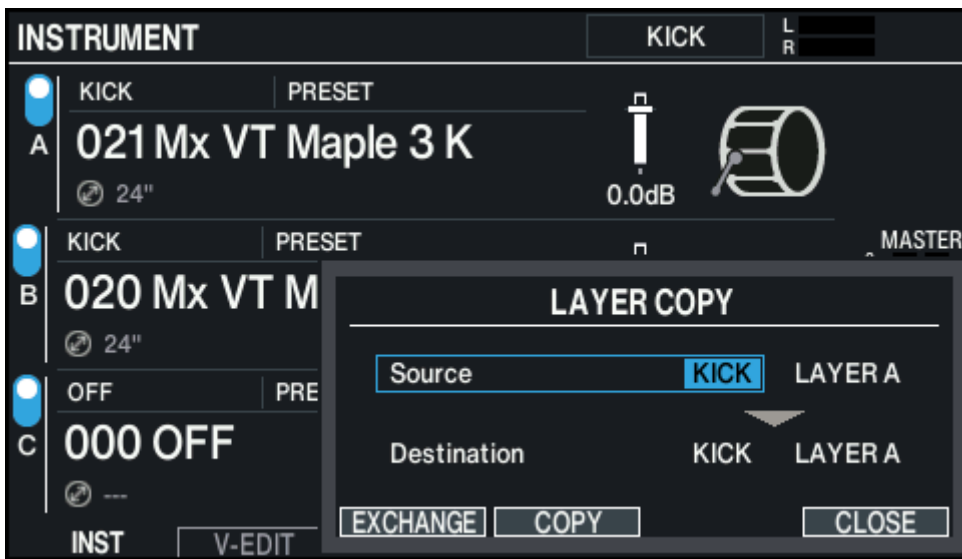 INSTRUMENT KICK L
R
KICK PRESET
A 021 Mx VT Maple 3 K
24" 0.0dB
KICK PRESET MASTER
B 020 Mx VT M
24"
OFF PRE
C 000 OFF
---
INST V-EDIT
LAYER COPY
Source KICK LAYER A
Destination KICK LAYER A
EXCHANGE COPY CLOSE